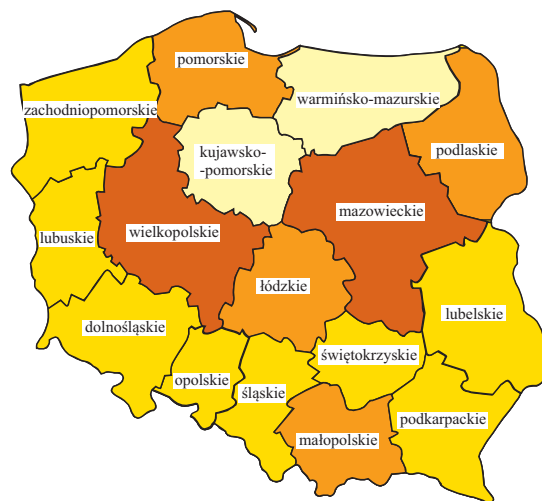 pomorskie
zachodniopomorskie
warmińsko-mazurskie
kujawsko-
-pomorskie
podlaskie
mazowieckie
wielkopolskie
lubuskie
łódzkie
lubelskie
dolnośląskie
świętokrzyskie
opolskie
śląskie
podkarpackie
małopolskie